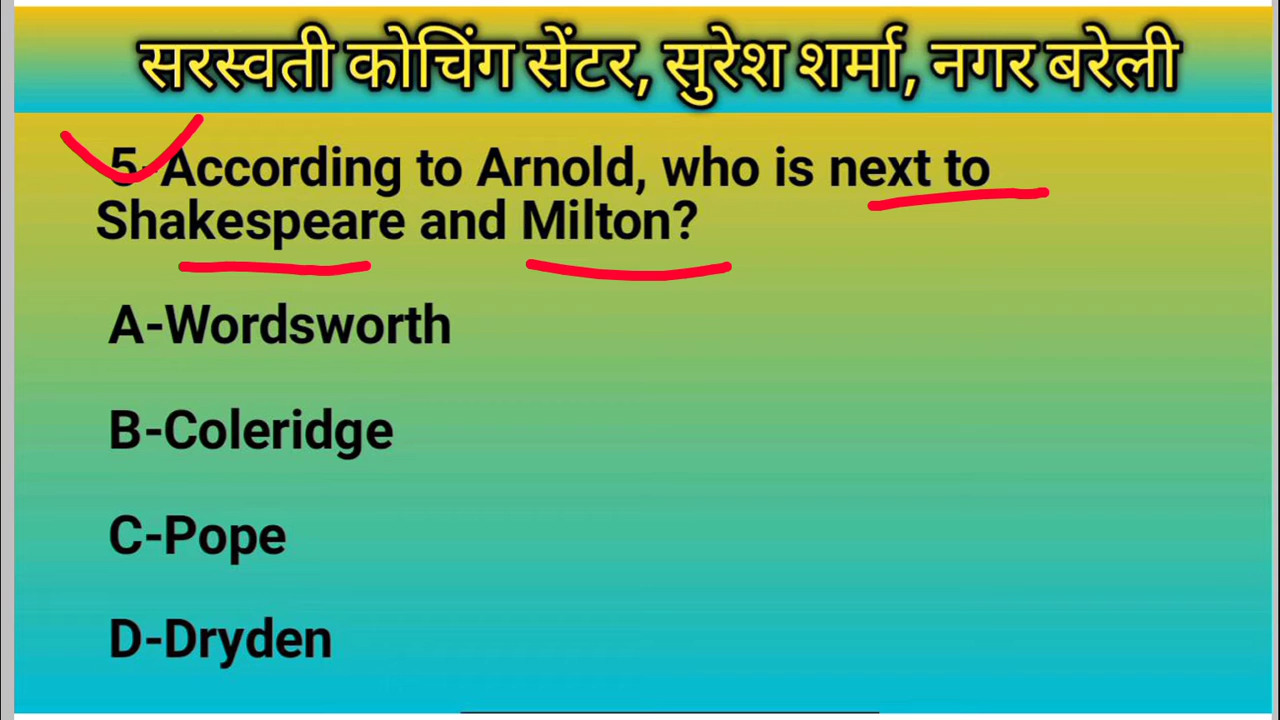 सरस्वती कोचिंग सेंटर, सुरेश शर्मा, नगर बरेली
5-According to Arnold, who is next to
Shakespeare and Milton?
A-Wordsworth
B-Coleridge
C-Pope
D-Dryden